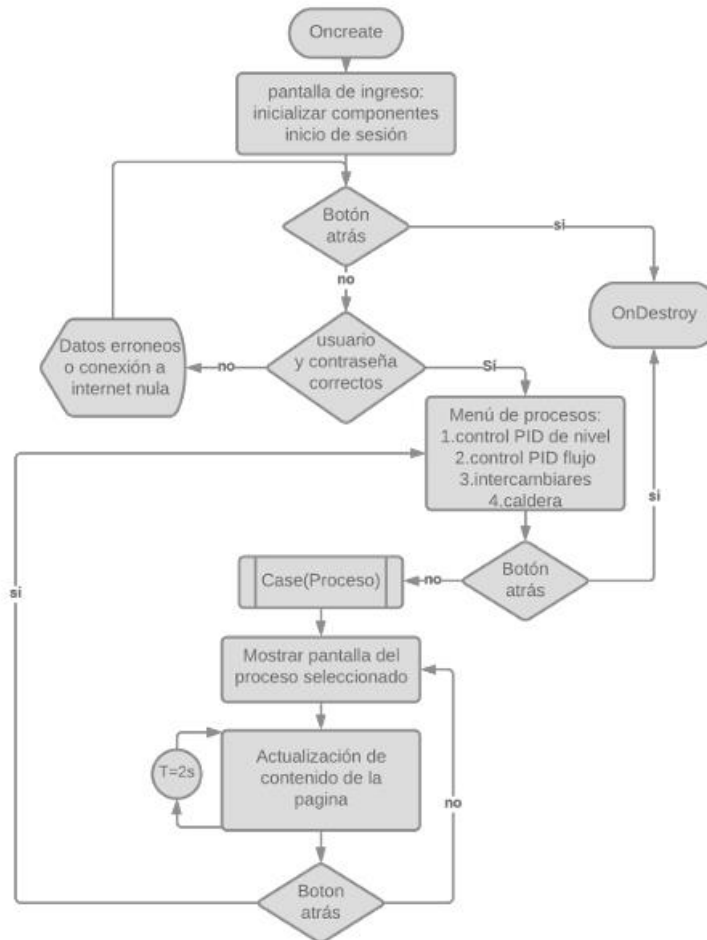 Oncreate
pantalla de ingreso:
inicializar componentes
inicio de sesión
Botón
atrás
si
no
OnDestroy
usuario
y contraseña
correctos
no
Sí
Datos erroneos
o conexión a
internet nula
Menú de procesos:
1.control PID de nivel
2.control PID flujo
3.intercambiares
4.caldera
si
Botón
atrás
no
Case(Proceso)
si
Mostrar pantalla del
proceso seleccionado
Actualización de
contenido de la
pagina
T=2s
no
Boton
atrás